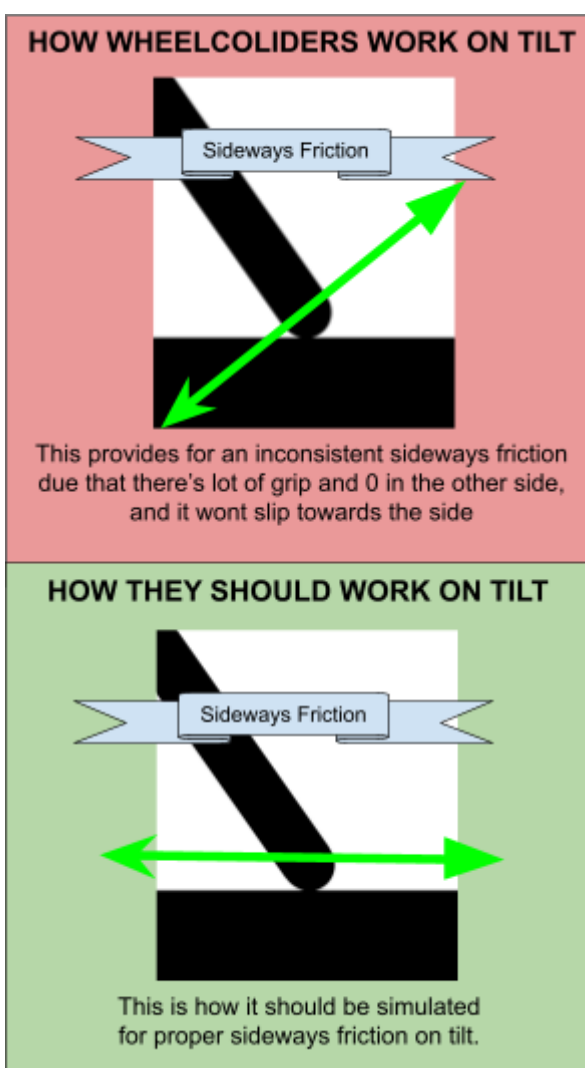 HOW WHEELCOLIDERS WORK ON TILT
Sideways Friction
This provides for an inconsistent sideways friction
due that there's lot of grip and 0 in the other side,
and it wont slip towards the side
HOW THEY SHOULD WORK ON TILT
Sideways Friction
This is how it should be simulated
for proper sideways friction on tilt.